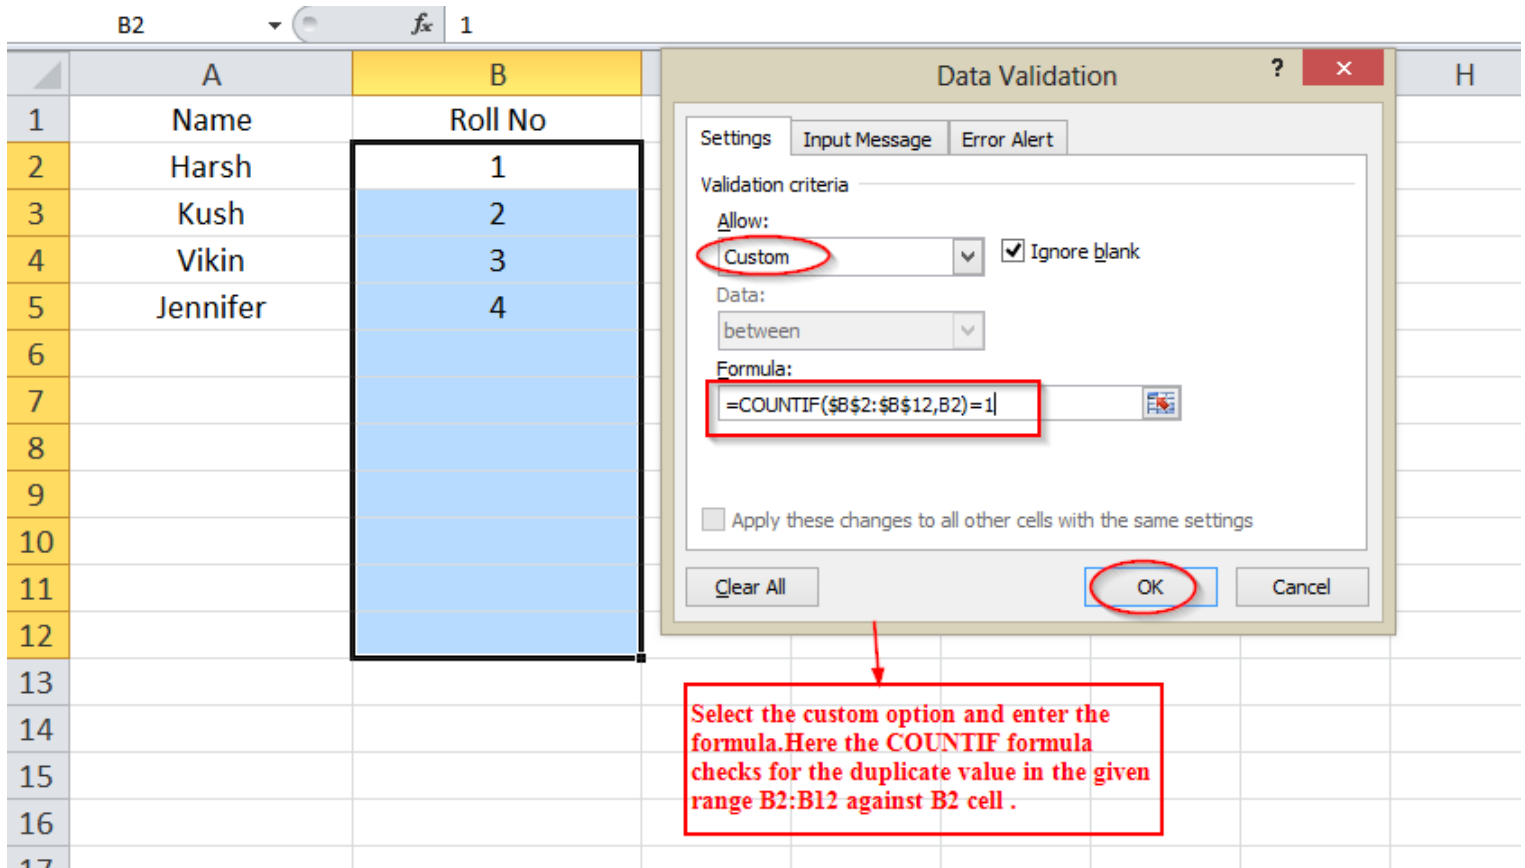 B2 fx 1
A B H
Data Validation ? ×
1 Name Roll No
2 Harsh 1
3 Kush 2
4 Vikin 3
5 Jennifer 4
6
7
8
9
10
11
12
13
14
15
16
17
Settings Input Message Error Alert
Validation criteria
Allow:
Custom Ignore blank
Data:
between
Formula:
=COUNTIF($B$2:$B$12,B2)=1
Apply these changes to all other cells with the same settings
Clear All OK Cancel
Select the custom option and enter the
formula.Here the COUNTIF formula
checks for the duplicate value in the given
range B2:B12 against B2 cell .